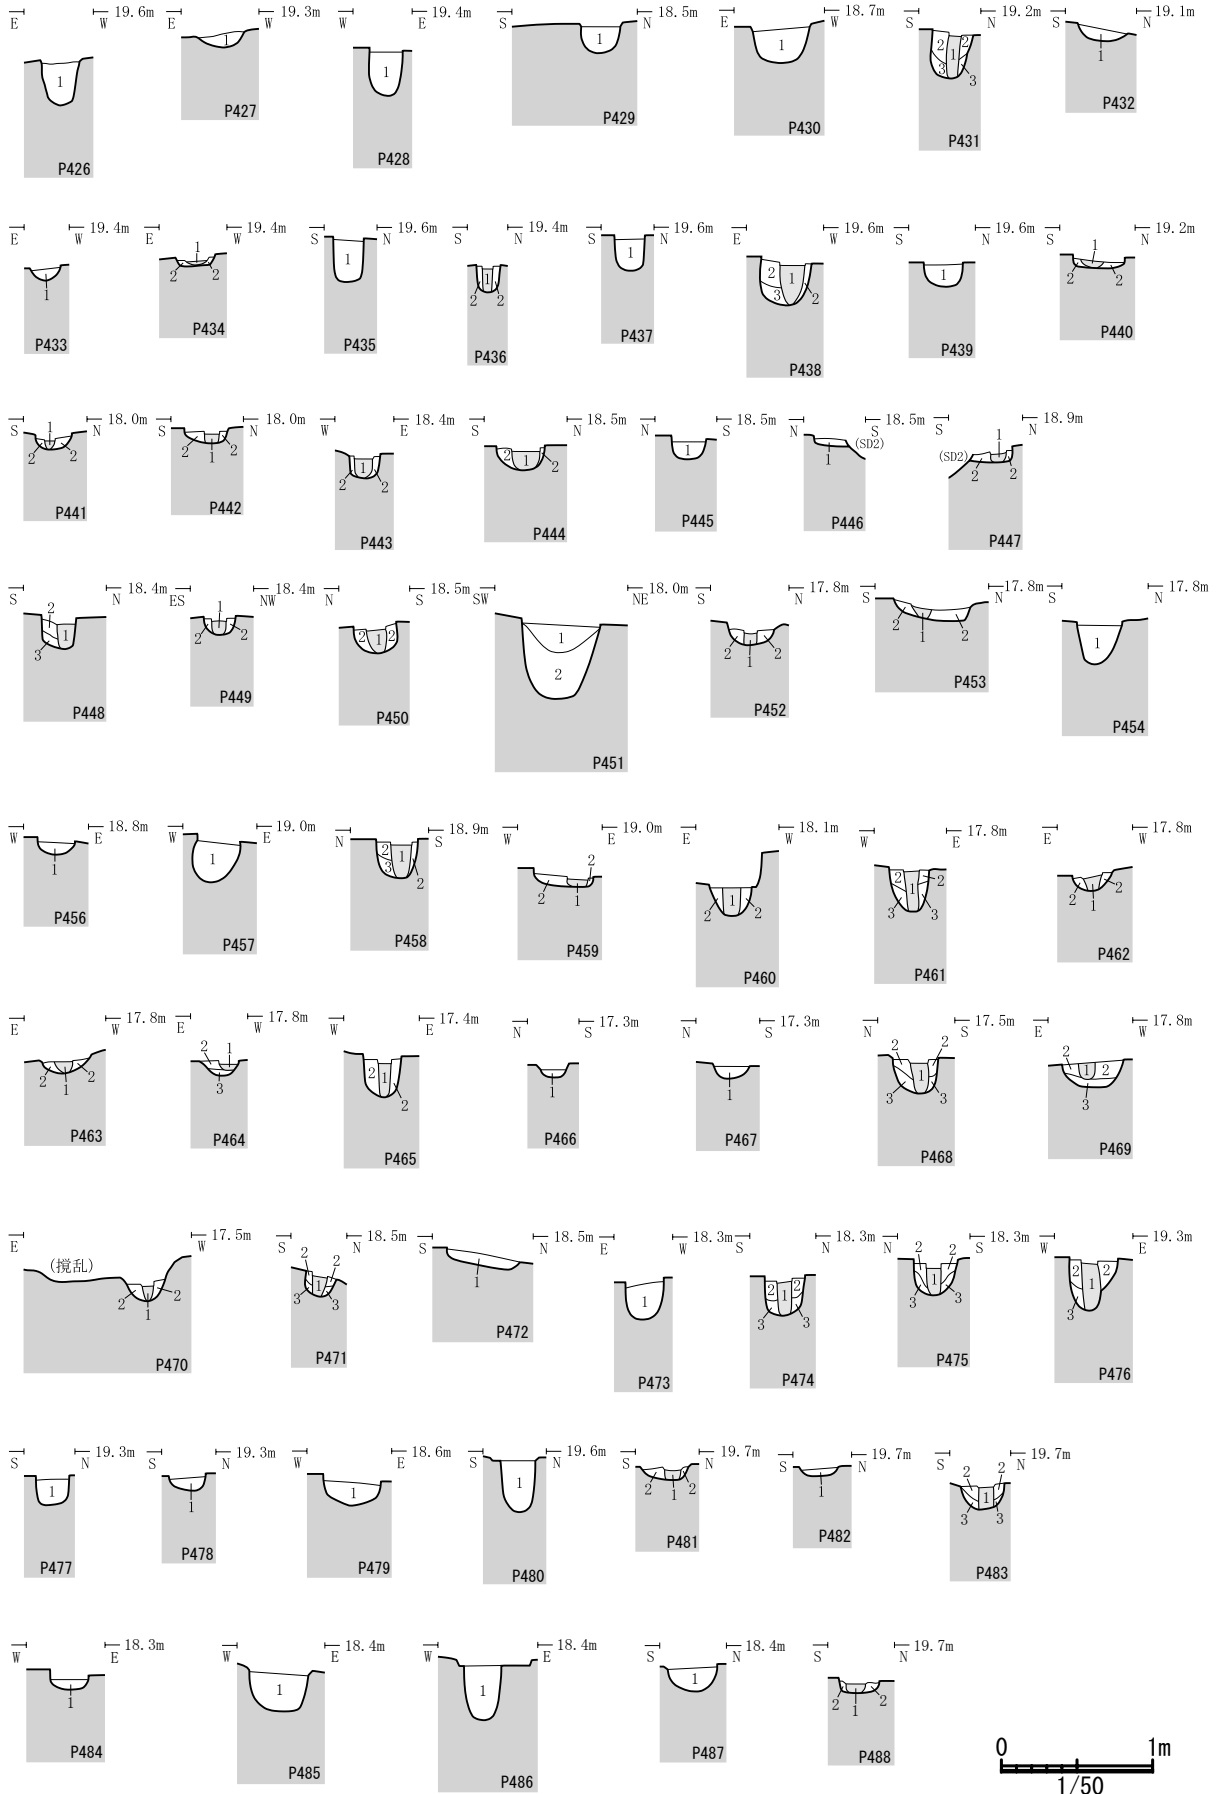 E 19.6m W 1 P426
E 19.3m W 1 P427
W 19.4m E 1 P428
S 18.5m N 1 P429
E 18.7m W 1 P430
S 19.2m N 2 1 2 3 3 P431
S 19.1m N 1 P432
E 19.4m W 1 P433
E 19.4m W 1 2 2 P434
S 19.6m N 1 P435
S 19.4m N 1 2 2 P436
S 19.6m N 1 P437
E 19.6m W 2 1 3 2 P438
S 19.6m N 1 P439
S 19.2m N 1 2 2 P440
S 18.0m N 1 2 2 P441
S 18.0m N 2 1 2 P442
W 18.4m E 1 2 2 P443
S 18.5m N 2 1 2 P444
N 18.5m S 1 P445
N 18.5m S (SD2) 1 P446
S 18.9m N 1 (SD2) 2 2 P447
S 18.4m N 2 1 3 P448
ES 18.4m NW 1 2 2 P449
N 18.5m S 2 1 2 P450
SW 18.0m NE 1 2 P451
S 17.8m N 2 1 2 P452
S 17.8m N 2 1 2 P453
S 17.8m N 1 P454
W 18.8m E 1 P456
W 19.0m E 1 P457
N 18.9m S 2 1 3 2 P458
W 19.0m E 2 2 1 P459
E 18.1m W 1 2 2 P460
W 17.8m E 2 1 2 3 3 P461
E 17.8m W 2 1 2 P462
E 17.8m W 2 1 2 P463
E 17.8m W 2 1 3 P464
W 17.4m E 2 1 2 P465
N 17.3m S 1 P466
N 17.3m S 1 P467
N 17.5m S 2 2 1 3 3 P468
E 17.8m W 2 1 2 3 P469
E 17.5m W (撹乱) 2 1 2 P470
S 18.5m N 2 2 1 3 3 P471
S 18.5m N 1 P472
E 18.3m W 1 P473
S 18.3m N 2 1 2 3 3 P474
N 18.3m S 2 2 1 3 3 P475
W 19.3m E 2 1 2 3 P476
S 19.3m N 1 P477
S 19.3m N 1 P478
W 18.6m E 1 P479
S 19.6m N 1 P480
S 19.7m N 2 1 2 P481
S 19.7m N 1 P482
S 19.7m N 2 2 1 3 3 P483
W 18.3m E 1 P484
W 18.4m E 1 P485
W 18.4m E 1 P486
S 18.4m N 1 P487
S 19.7m N 2 1 2 P488
0 1m
1/50